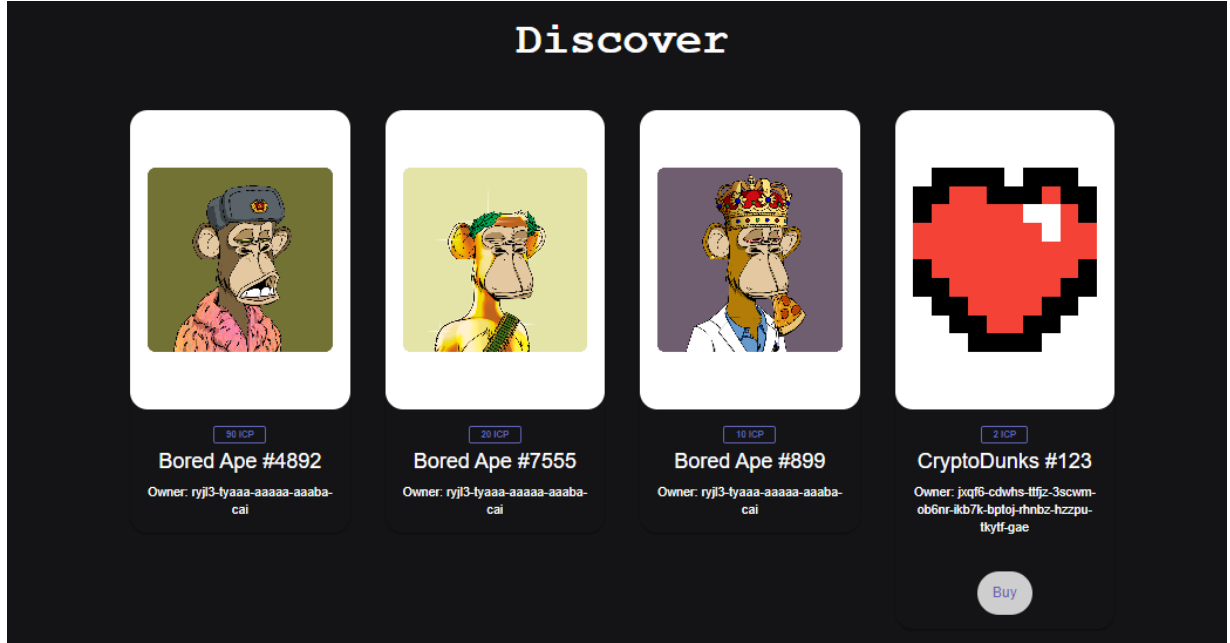 Discover
90 ICP
Bored Ape #4892
Owner: ryjl3-tyaaa-aaaaa-aaaba-
cai
20 ICP
Bored Ape #7555
Owner: ryjl3-tyaaa-aaaaa-aaaba-
cai
10 ICP
Bored Ape #899
Owner: ryjl3-tyaaa-aaaaa-aaaba-
cai
2 ICP
CryptoDunks #123
Owner: jxqf6-cdwhs-ttfjz-3scwm-
ob6nr-ikb7k-bptoj-rhnbz-hzzpu-
tkytf-gae
Buy